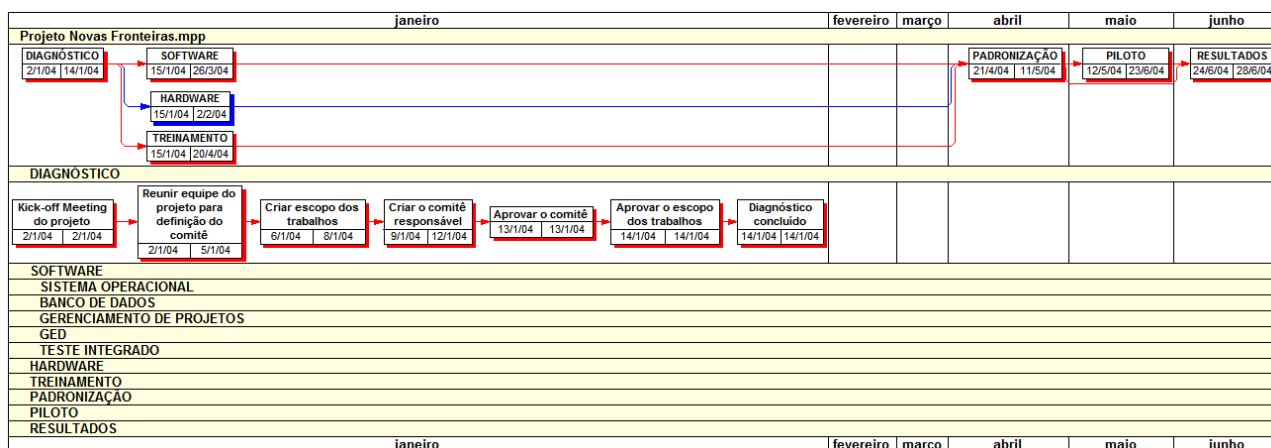 janeiro fevereiro março abril maio junho
Projeto Novas Fronteiras.mpp
DIAGNÓSTICO
2/1/04 14/1/04
SOFTWARE
15/1/04 26/3/04
PADRONIZAÇÃO
21/4/04 11/5/04
PILOTO
12/5/04 23/6/04
RESULTADOS
24/6/04 28/6/04
HARDWARE
15/1/04 2/2/04
TREINAMENTO
15/1/04 20/4/04
DIAGNÓSTICO
Kick-off Meeting
do projeto
2/1/04 2/1/04
Reunir equipe do
projeto para
definição do
comitê
2/1/04 5/1/04
Criar escopo dos
trabalhos
6/1/04 8/1/04
Criar o comitê
responsável
9/1/04 12/1/04
Aprovar o comitê
13/1/04 13/1/04
Aprovar o escopo
dos trabalhos
14/1/04 14/1/04
Diagnóstico
concluído
14/1/04 14/1/04
SOFTWARE
SISTEMA OPERACIONAL
BANCO DE DADOS
GERENCIAMENTO DE PROJETOS
GED
TESTE INTEGRADO
HARDWARE
TREINAMENTO
PADRONIZAÇÃO
PILOTO
RESULTADOS
janeiro fevereiro março abril maio junho